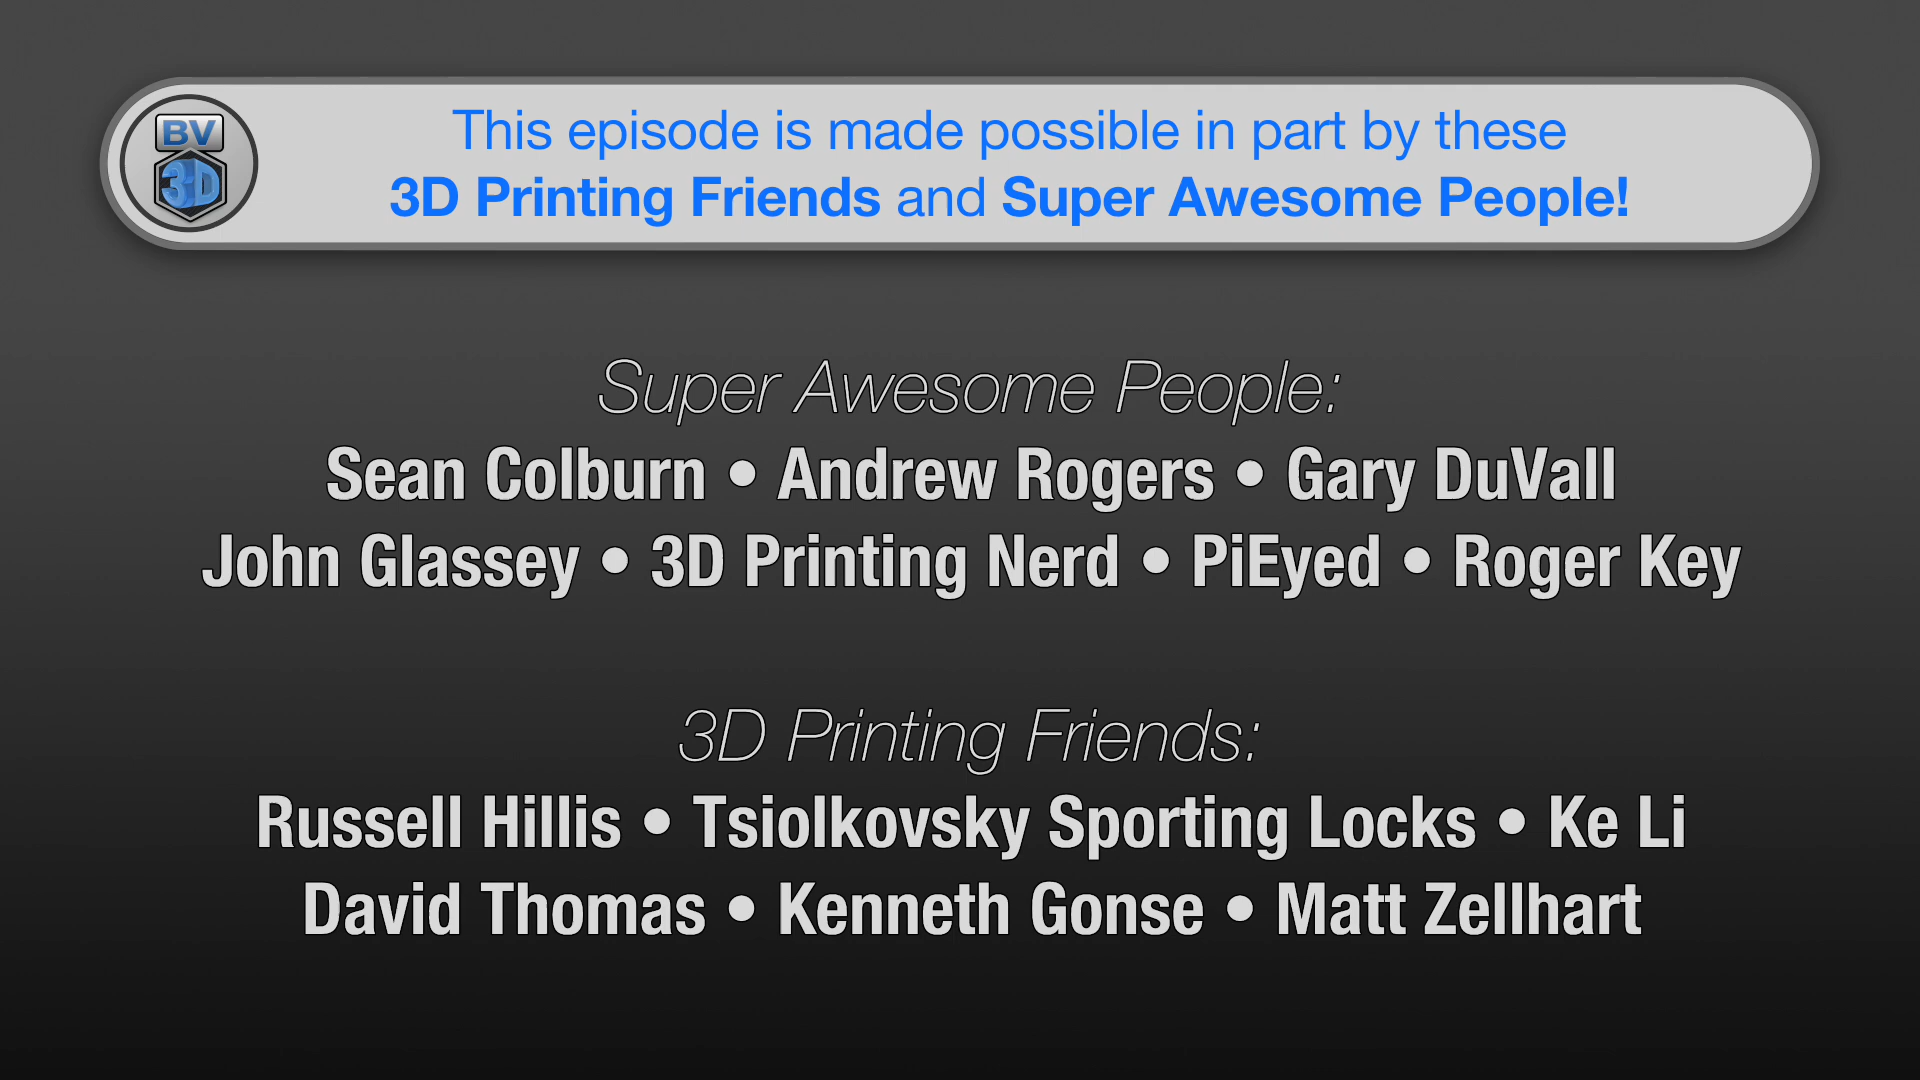 BV
3D
This episode is made possible in part by these
3D Printing Friends and Super Awesome People!
Super Awesome People:
Sean Colburn • Andrew Rogers • Gary DuVall
John Glassey • 3D Printing Nerd • PiEyed • Roger Key
3D Printing Friends:
Russell Hillis • Tsiolkovsky Sporting Locks • Ke Li
David Thomas • Kenneth Gonse • Matt Zellhart